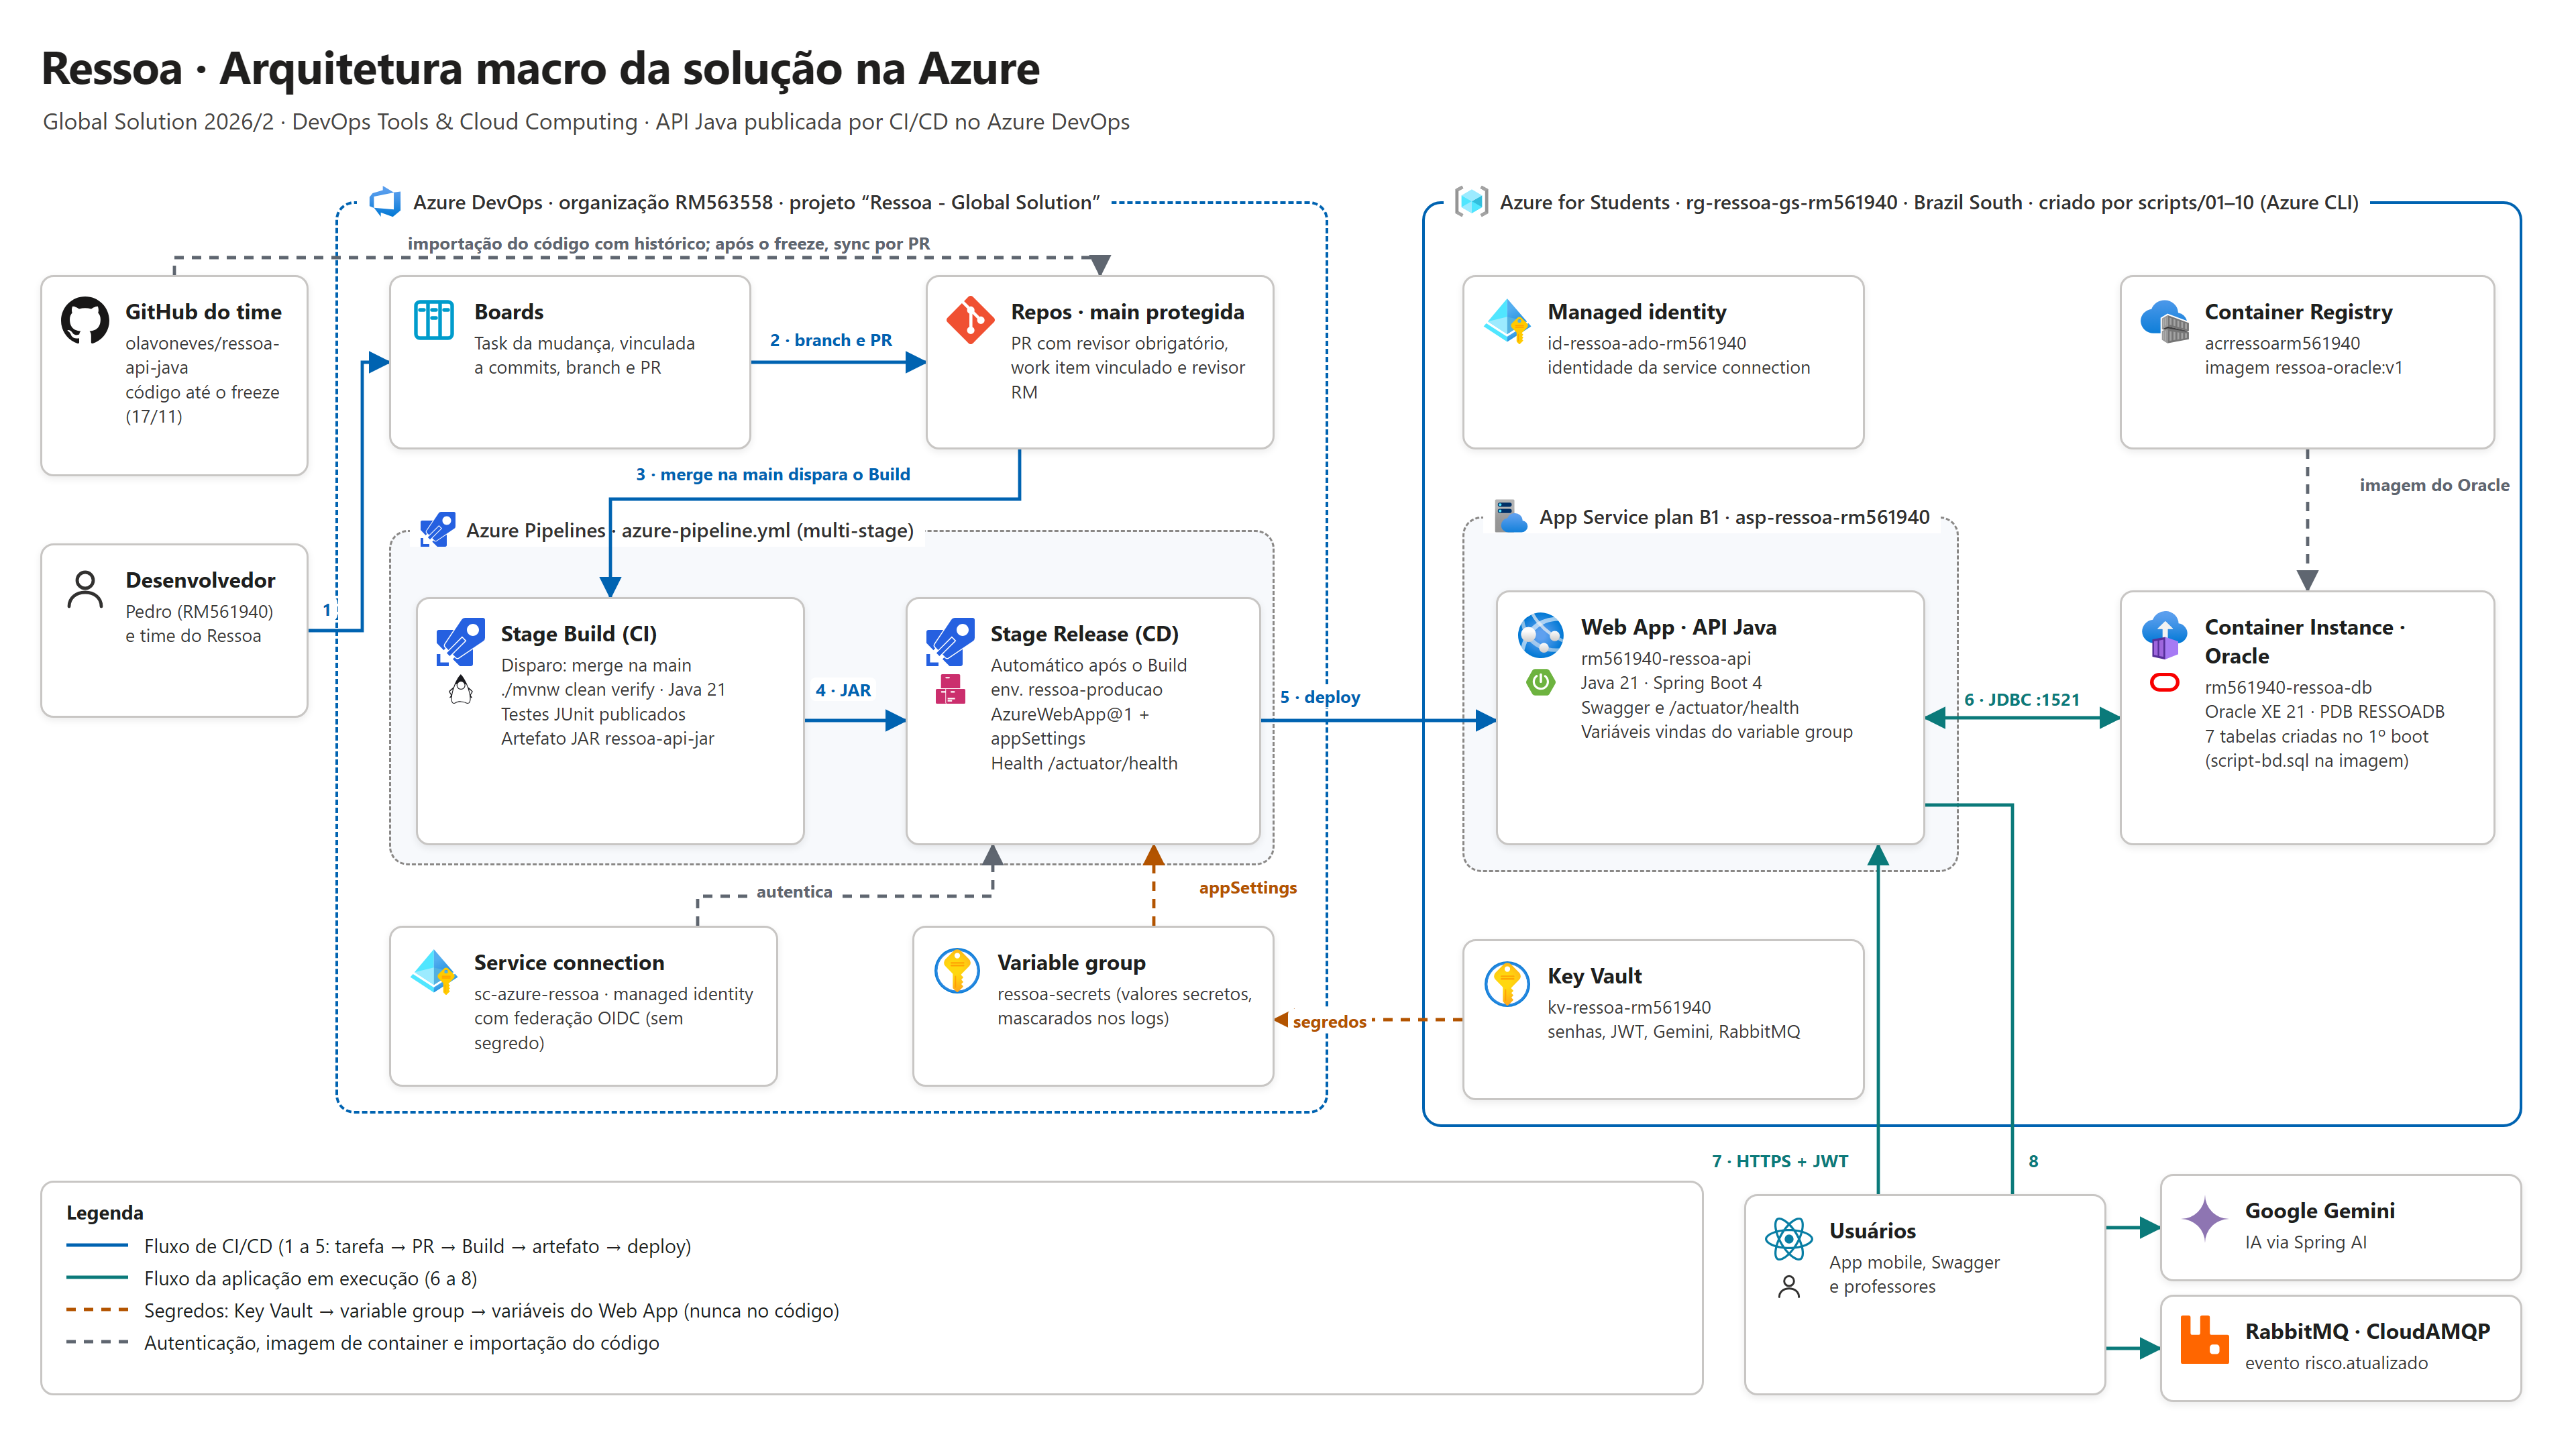 Ressoa · Arquitetura macro da solução na Azure
Global Solution 2026/2 · DevOps Tools & Cloud Computing · API Java publicada por CI/CD no Azure DevOps
Azure DevOps · organização RM563558 · projeto “Ressoa - Global Solution”
importação do código com histórico; após o freeze, sync por PR
GitHub do time
olavoneves/ressoa-
api-java
código até o freeze
(17/11)
Boards
Task da mudança, vinculada
a commits, branch e PR
2 · branch e PR
Repos · main protegida
PR com revisor obrigatório,
work item vinculado e revisor
RM
3 · merge na main dispara o Build
Desenvolvedor
Pedro (RM561940)
e time do Ressoa
1
Azure Pipelines · azure-pipeline.yml (multi-stage)
Stage Build (CI)
Disparo: merge na main
./mvnw clean verify · Java 21
Testes JUnit publicados
Artefato JAR ressoa-api-jar
4 · JAR
Stage Release (CD)
Automático após o Build
env. ressoa-producao
AzureWebApp@1 +
appSettings
Health /actuator/health
5 · deploy
autentica
appSettings
Service connection
sc-azure-ressoa · managed identity
com federação OIDC (sem
segredo)
Variable group
ressoa-secrets (valores secretos,
mascarados nos logs)
segredos
Azure for Students · rg-ressoa-gs-rm561940 · Brazil South · criado por scripts/01–10 (Azure CLI)
Managed identity
id-ressoa-ado-rm561940
identidade da service connection
Container Registry
acrressoarm561940
imagem ressoa-oracle:v1
imagem do Oracle
App Service plan B1 · asp-ressoa-rm561940
Web App · API Java
rm561940-ressoa-api
Java 21 · Spring Boot 4
Swagger e /actuator/health
Variáveis vindas do variable group
6 · JDBC :1521
Container Instance ·
Oracle
rm561940-ressoa-db
Oracle XE 21 · PDB RESSOADB
7 tabelas criadas no 1º boot
(script-bd.sql na imagem)
Key Vault
kv-ressoa-rm561940
senhas, JWT, Gemini, RabbitMQ
7 · HTTPS + JWT
8
Legenda
Fluxo de CI/CD (1 a 5: tarefa → PR → Build → artefato → deploy)
Fluxo da aplicação em execução (6 a 8)
Segredos: Key Vault → variable group → variáveis do Web App (nunca no código)
Autenticação, imagem de container e importação do código
Usuários
App mobile, Swagger
e professores
Google Gemini
IA via Spring AI
RabbitMQ · CloudAMQP
evento risco.atualizado